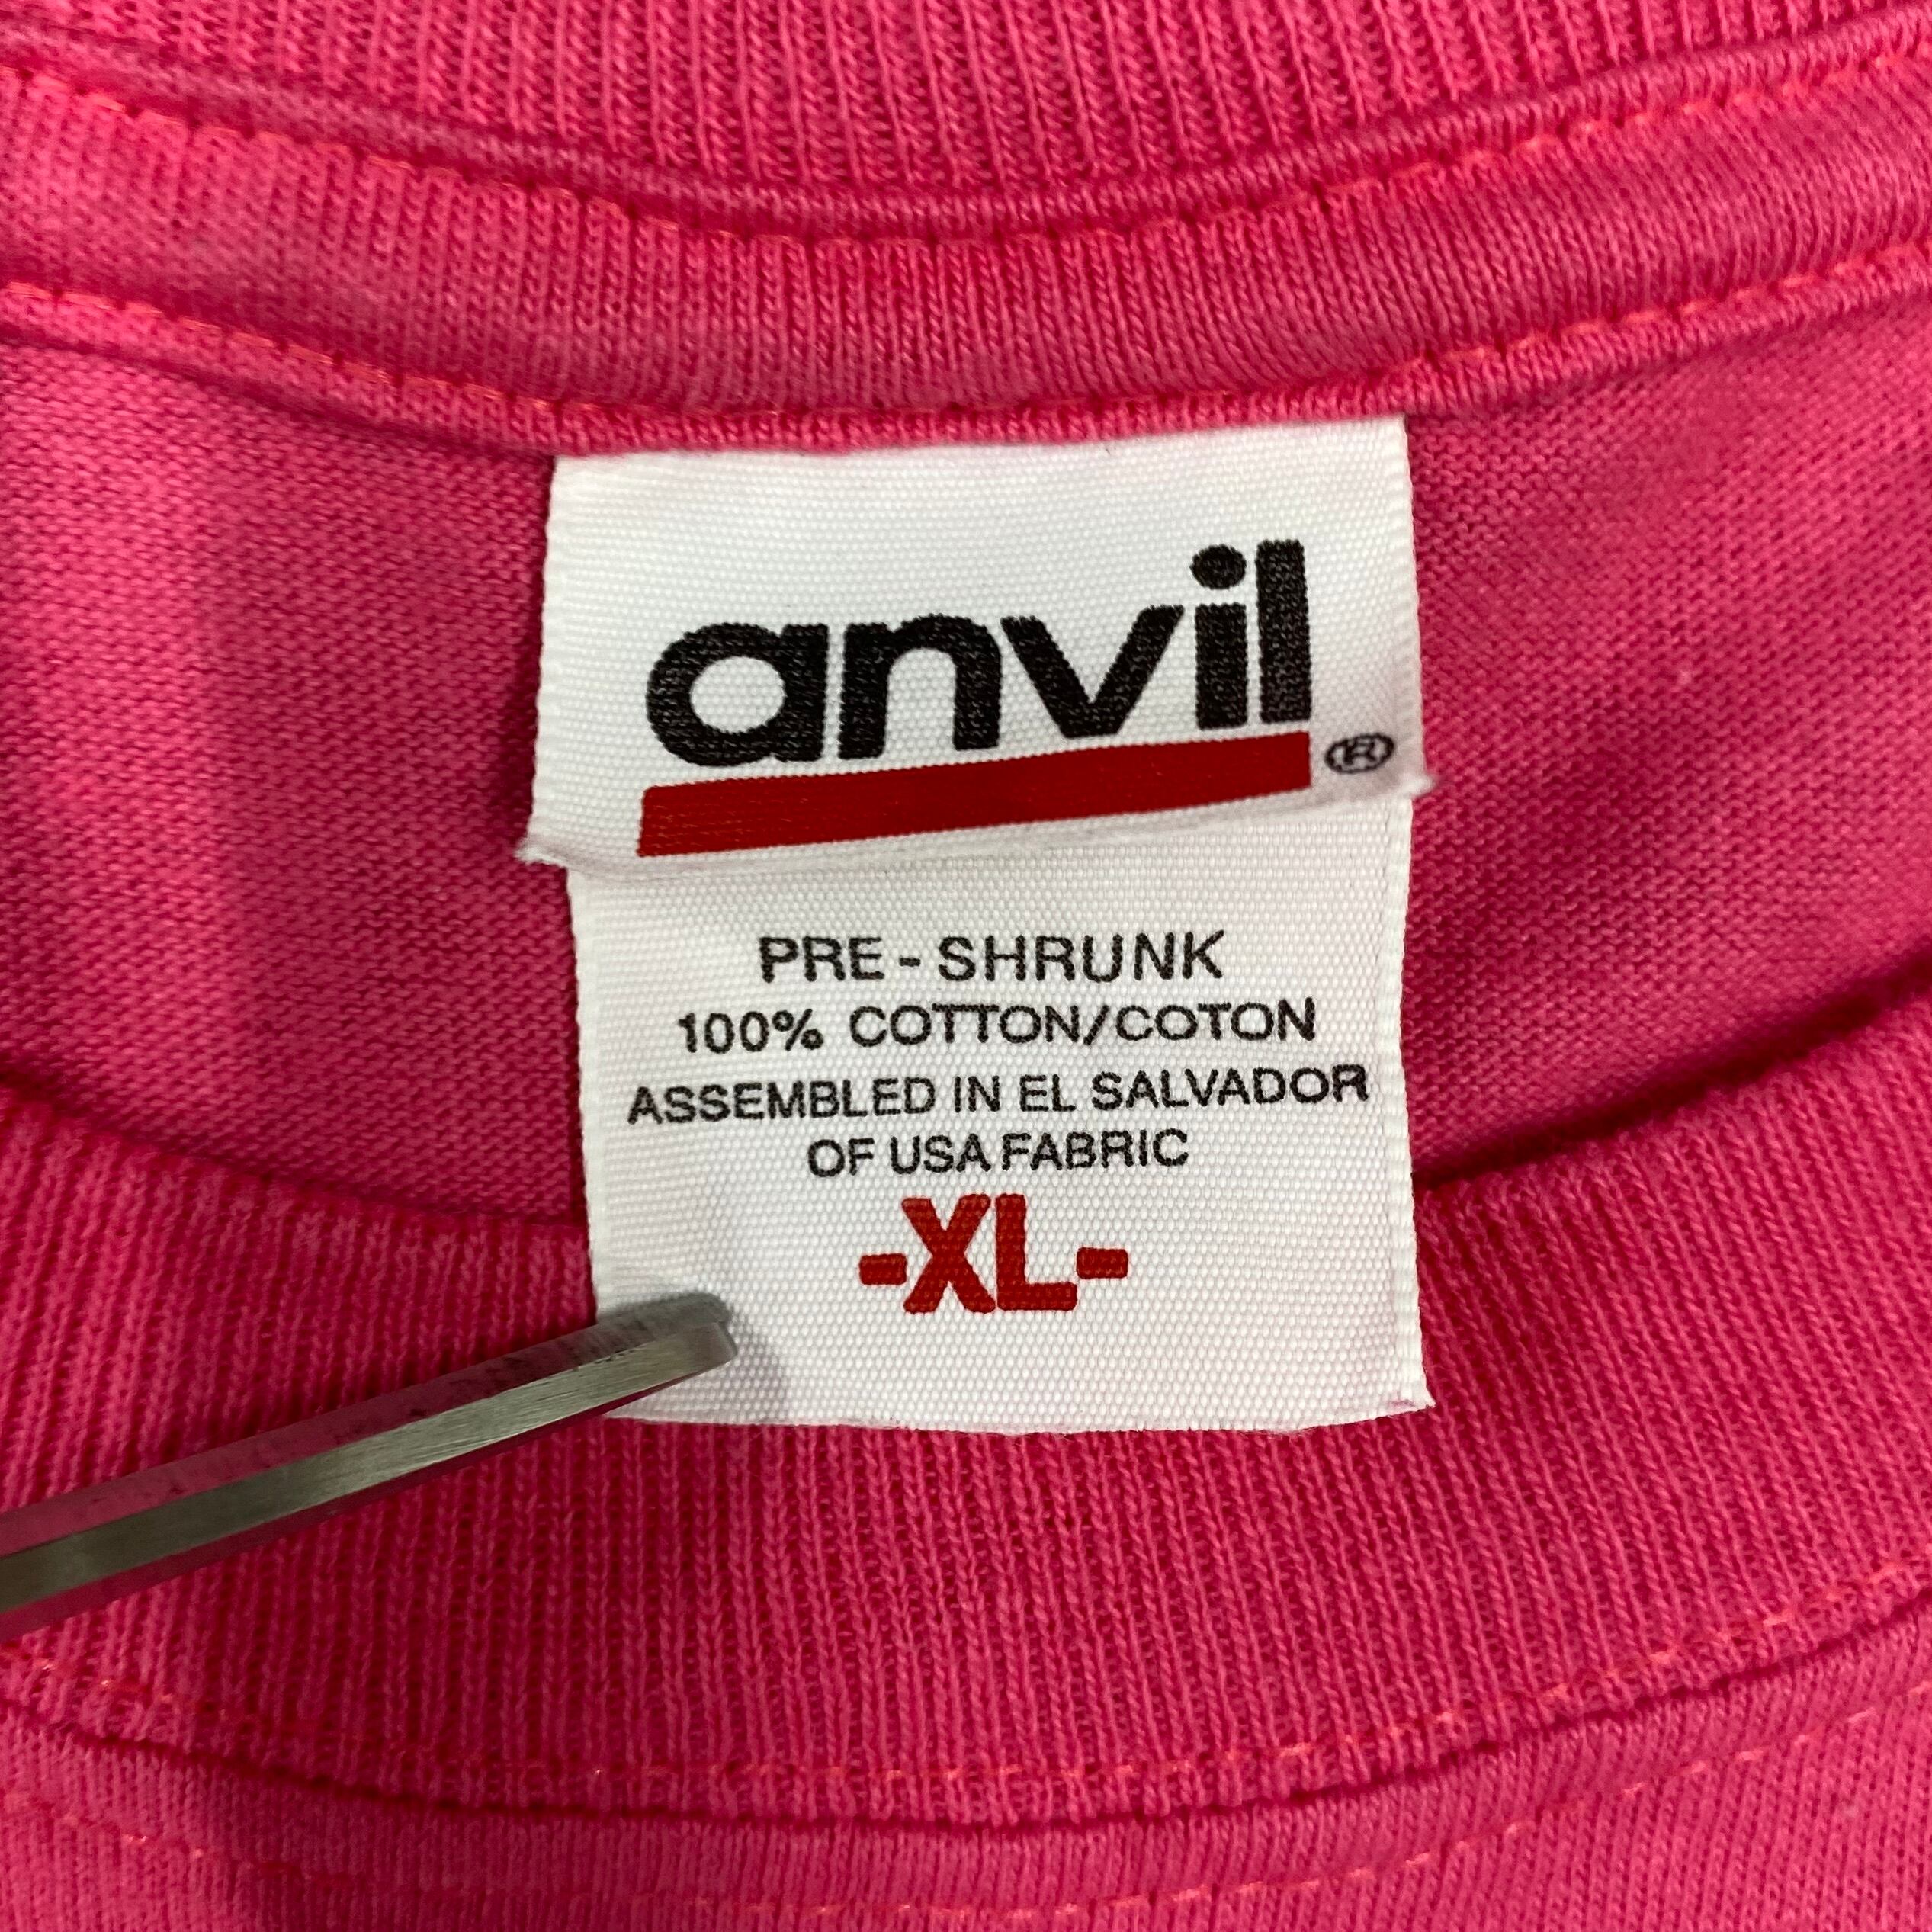 anvil®
PRE-SHRUNK
100% COTTON/COTON
ASSEMBLED IN EL SALVADOR
OF USA FABRIC
-XL-